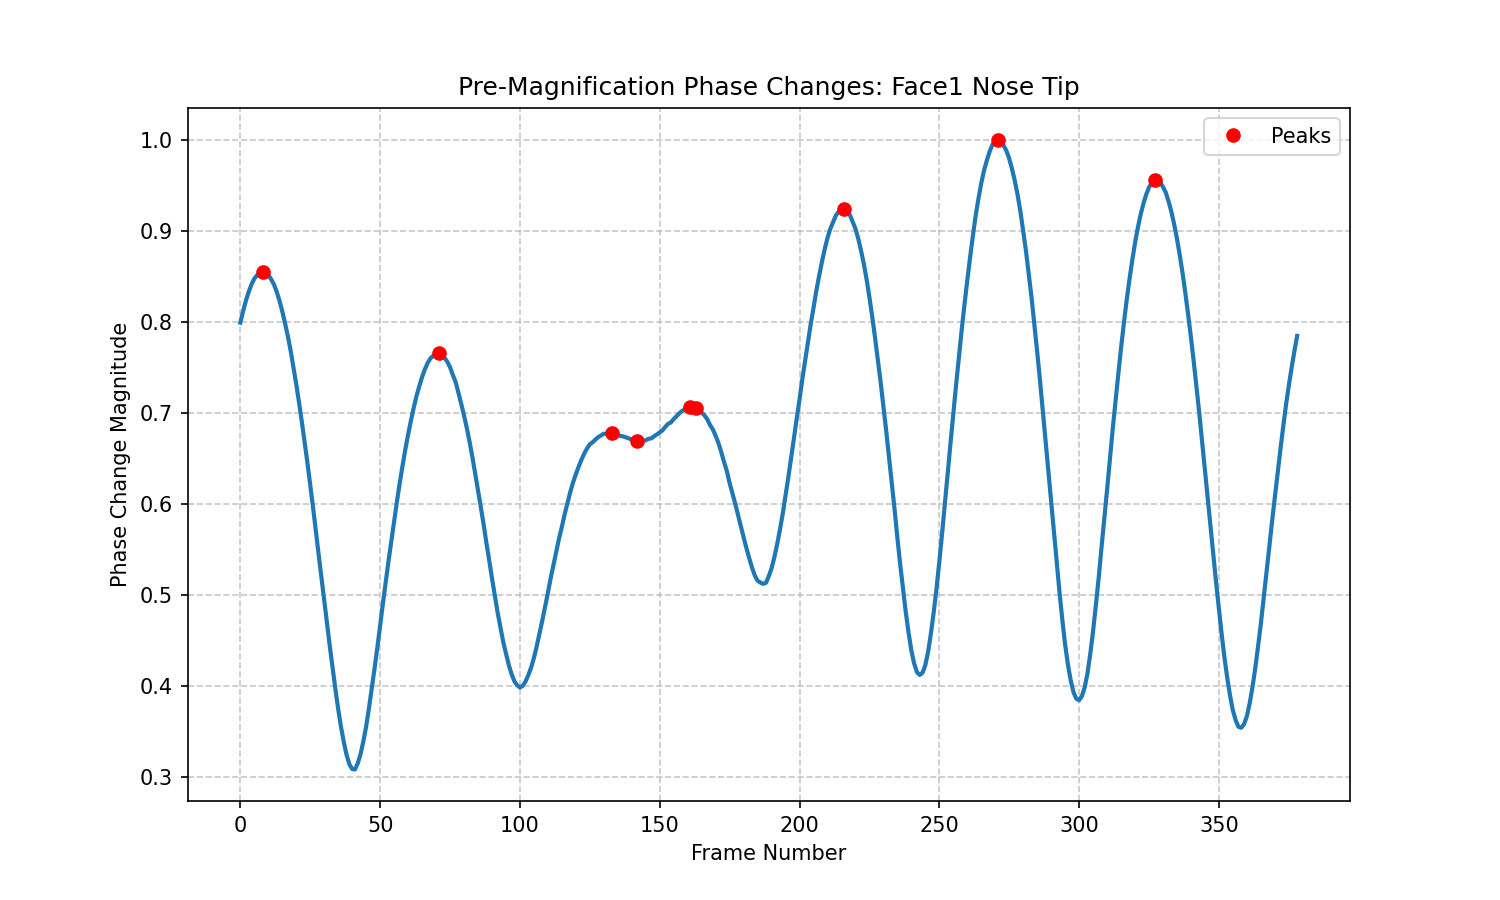 Pre-Magnification Phase Changes: Face1 Nose Tip
Peaks
1.0
0.9
0.8
0.7
0.6
0.5
0.4
0.3
Phase Change Magnitude
0 50 100 150 200 250 300 350
Frame Number